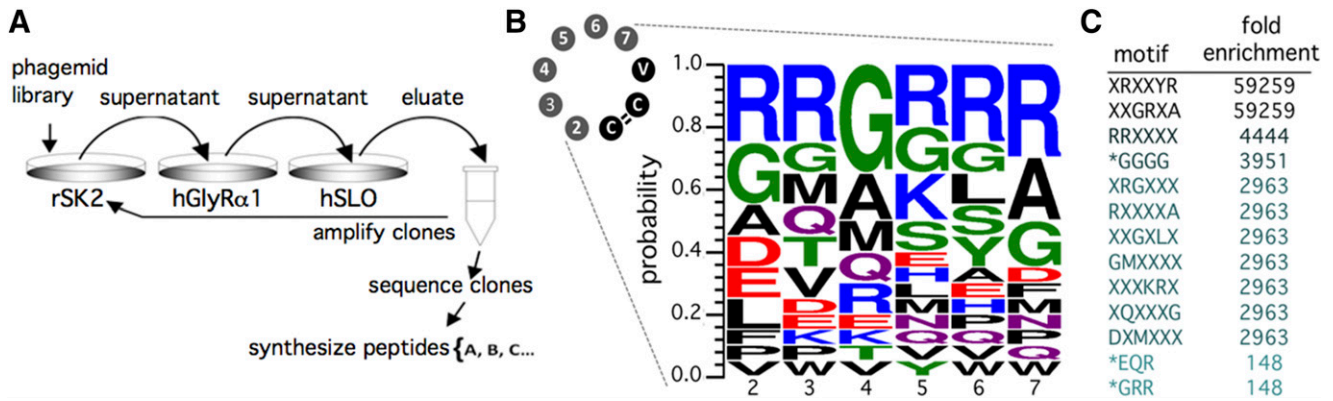 A
phagemid
library
supernatant
supernatant
eluate
rSK2
hGlyRα1
hSLO
amplify clones
sequence clones
synthesize peptides {A, B, C...
B
2
3
4
5
6
7
V
C
C
probability
1.0
0.8
0.6
0.4
0.2
0.0
R G A D E L F P V
R G M Q T V D E K P W
G A M Q R E K T V
R G K S E H L M N Q V Y
R G L S Y A E H P Q V W
R A G D F M N Q W
2 3 4 5 6 7
C
motif fold enrichment
XRXXYR 59259
XXGRXA 59259
RRXXXX 4444
*GGGG 3951
XRGXXX 2963
RXXXXA 2963
XXGXLX 2963
GMXXXX 2963
XXXKRX 2963
XQXXXG 2963
DXMXXX 2963
*EQR 148
*GRR 148